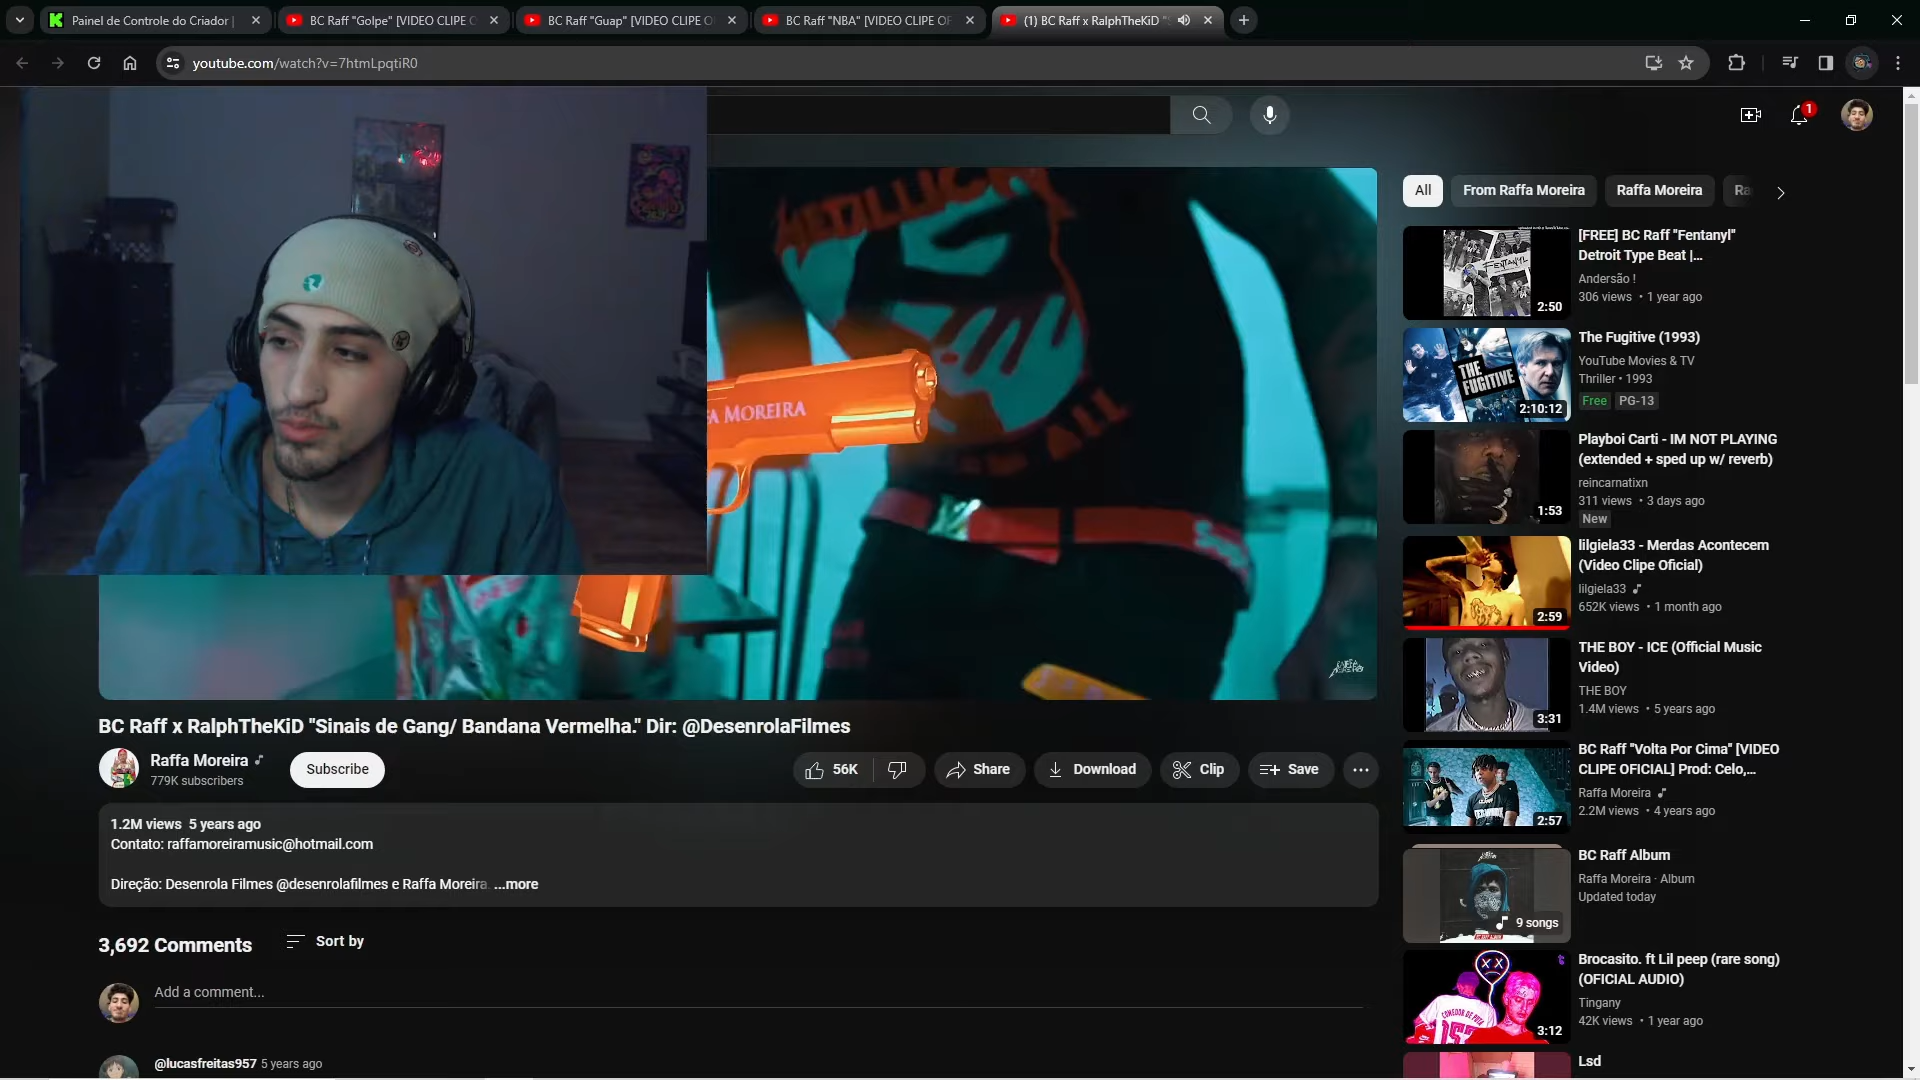 Painel de Controle do Criador |
BC Raff "Golpe" [VIDEO CLIPE O
BC Raff "Guap" [VIDEO CLIPE O
BC Raff "NBA" [VIDEO CLIPE OF
(1) BC Raff x RalphTheKiD "S
youtube.com/watch?v=7htmLpqtiR0
1
A MOREIRA
All
From Raffa Moreira
Raffa Moreira
Ra
[FREE] BC Raff "Fentanyl"
Detroit Type Beat |...
Andersão !
306 views • 1 year ago
FENTANYL
2:50
The Fugitive (1993)
YouTube Movies & TV
Thriller • 1993
Free
PG-13
THE
FUGITIVE
2:10:12
Playboi Carti - IM NOT PLAYING
(extended + sped up w/ reverb)
reincarnatixn
311 views • 3 days ago
New
1:53
lilgiela33 - Merdas Acontecem
(Video Clipe Oficial)
lilgiela33
652K views • 1 month ago
2:59
THE BOY - ICE (Official Music
Video)
THE BOY
1.4M views • 5 years ago
3:31
BC Raff "Volta Por Cima" [VIDEO
CLIPE OFICIAL] Prod: Celo,...
Raffa Moreira
2.2M views • 4 years ago
2:57
BC Raff Album
Raffa Moreira · Album
Updated today
9 songs
Brocasito. ft Lil peep (rare song)
(OFICIAL AUDIO)
Tingany
42K views • 1 year ago
3:12
Lsd
BC Raff x RalphTheKiD "Sinais de Gang/ Bandana Vermelha." Dir: @DesenrolaFilmes
Raffa Moreira
779K subscribers
Subscribe
56K
Share
Download
Clip
Save
1.2M views 5 years ago
Contato: raffamoreiramusic@hotmail.com
Direção: Desenrola Filmes @desenrolafilmes e Raffa Moreira ...more
3,692 Comments
Sort by
Add a comment...
@lucasfreitas957 5 years ago